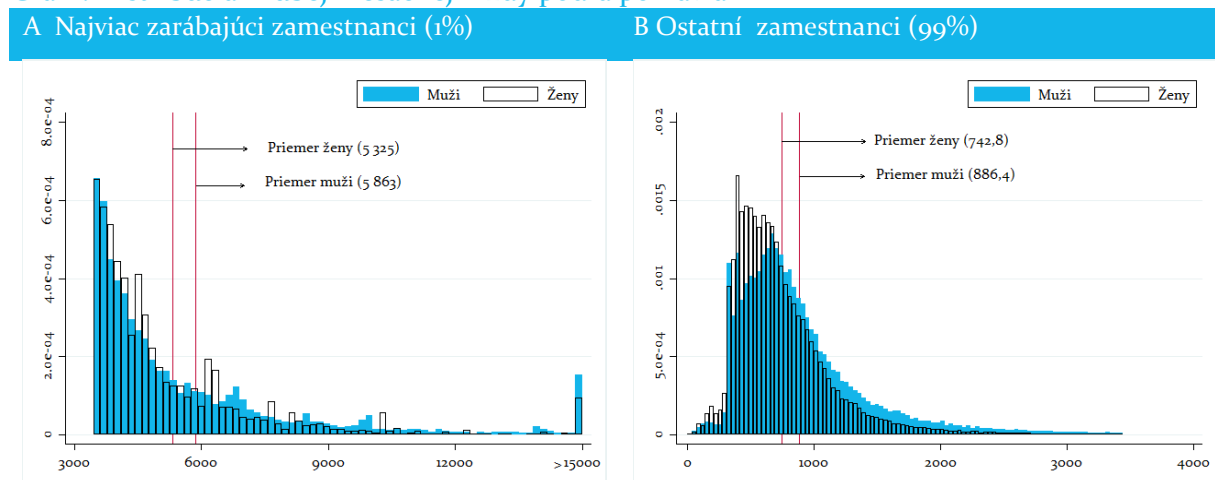 A Najviac zarábajúci zamestnanci (1%)
Muži Ženy
8.0e-04
6.0e-04
4.0e-04
2.0e-04
0
Priemer ženy (5 325)
Priemer muži (5 863)
3000 6000 9000 12000 >15000
B Ostatní zamestnanci (99%)
Muži Ženy
.002
.0015
.001
5.0e-04
0
Priemer ženy (742,8)
Priemer muži (886,4)
0 1000 2000 3000 4000